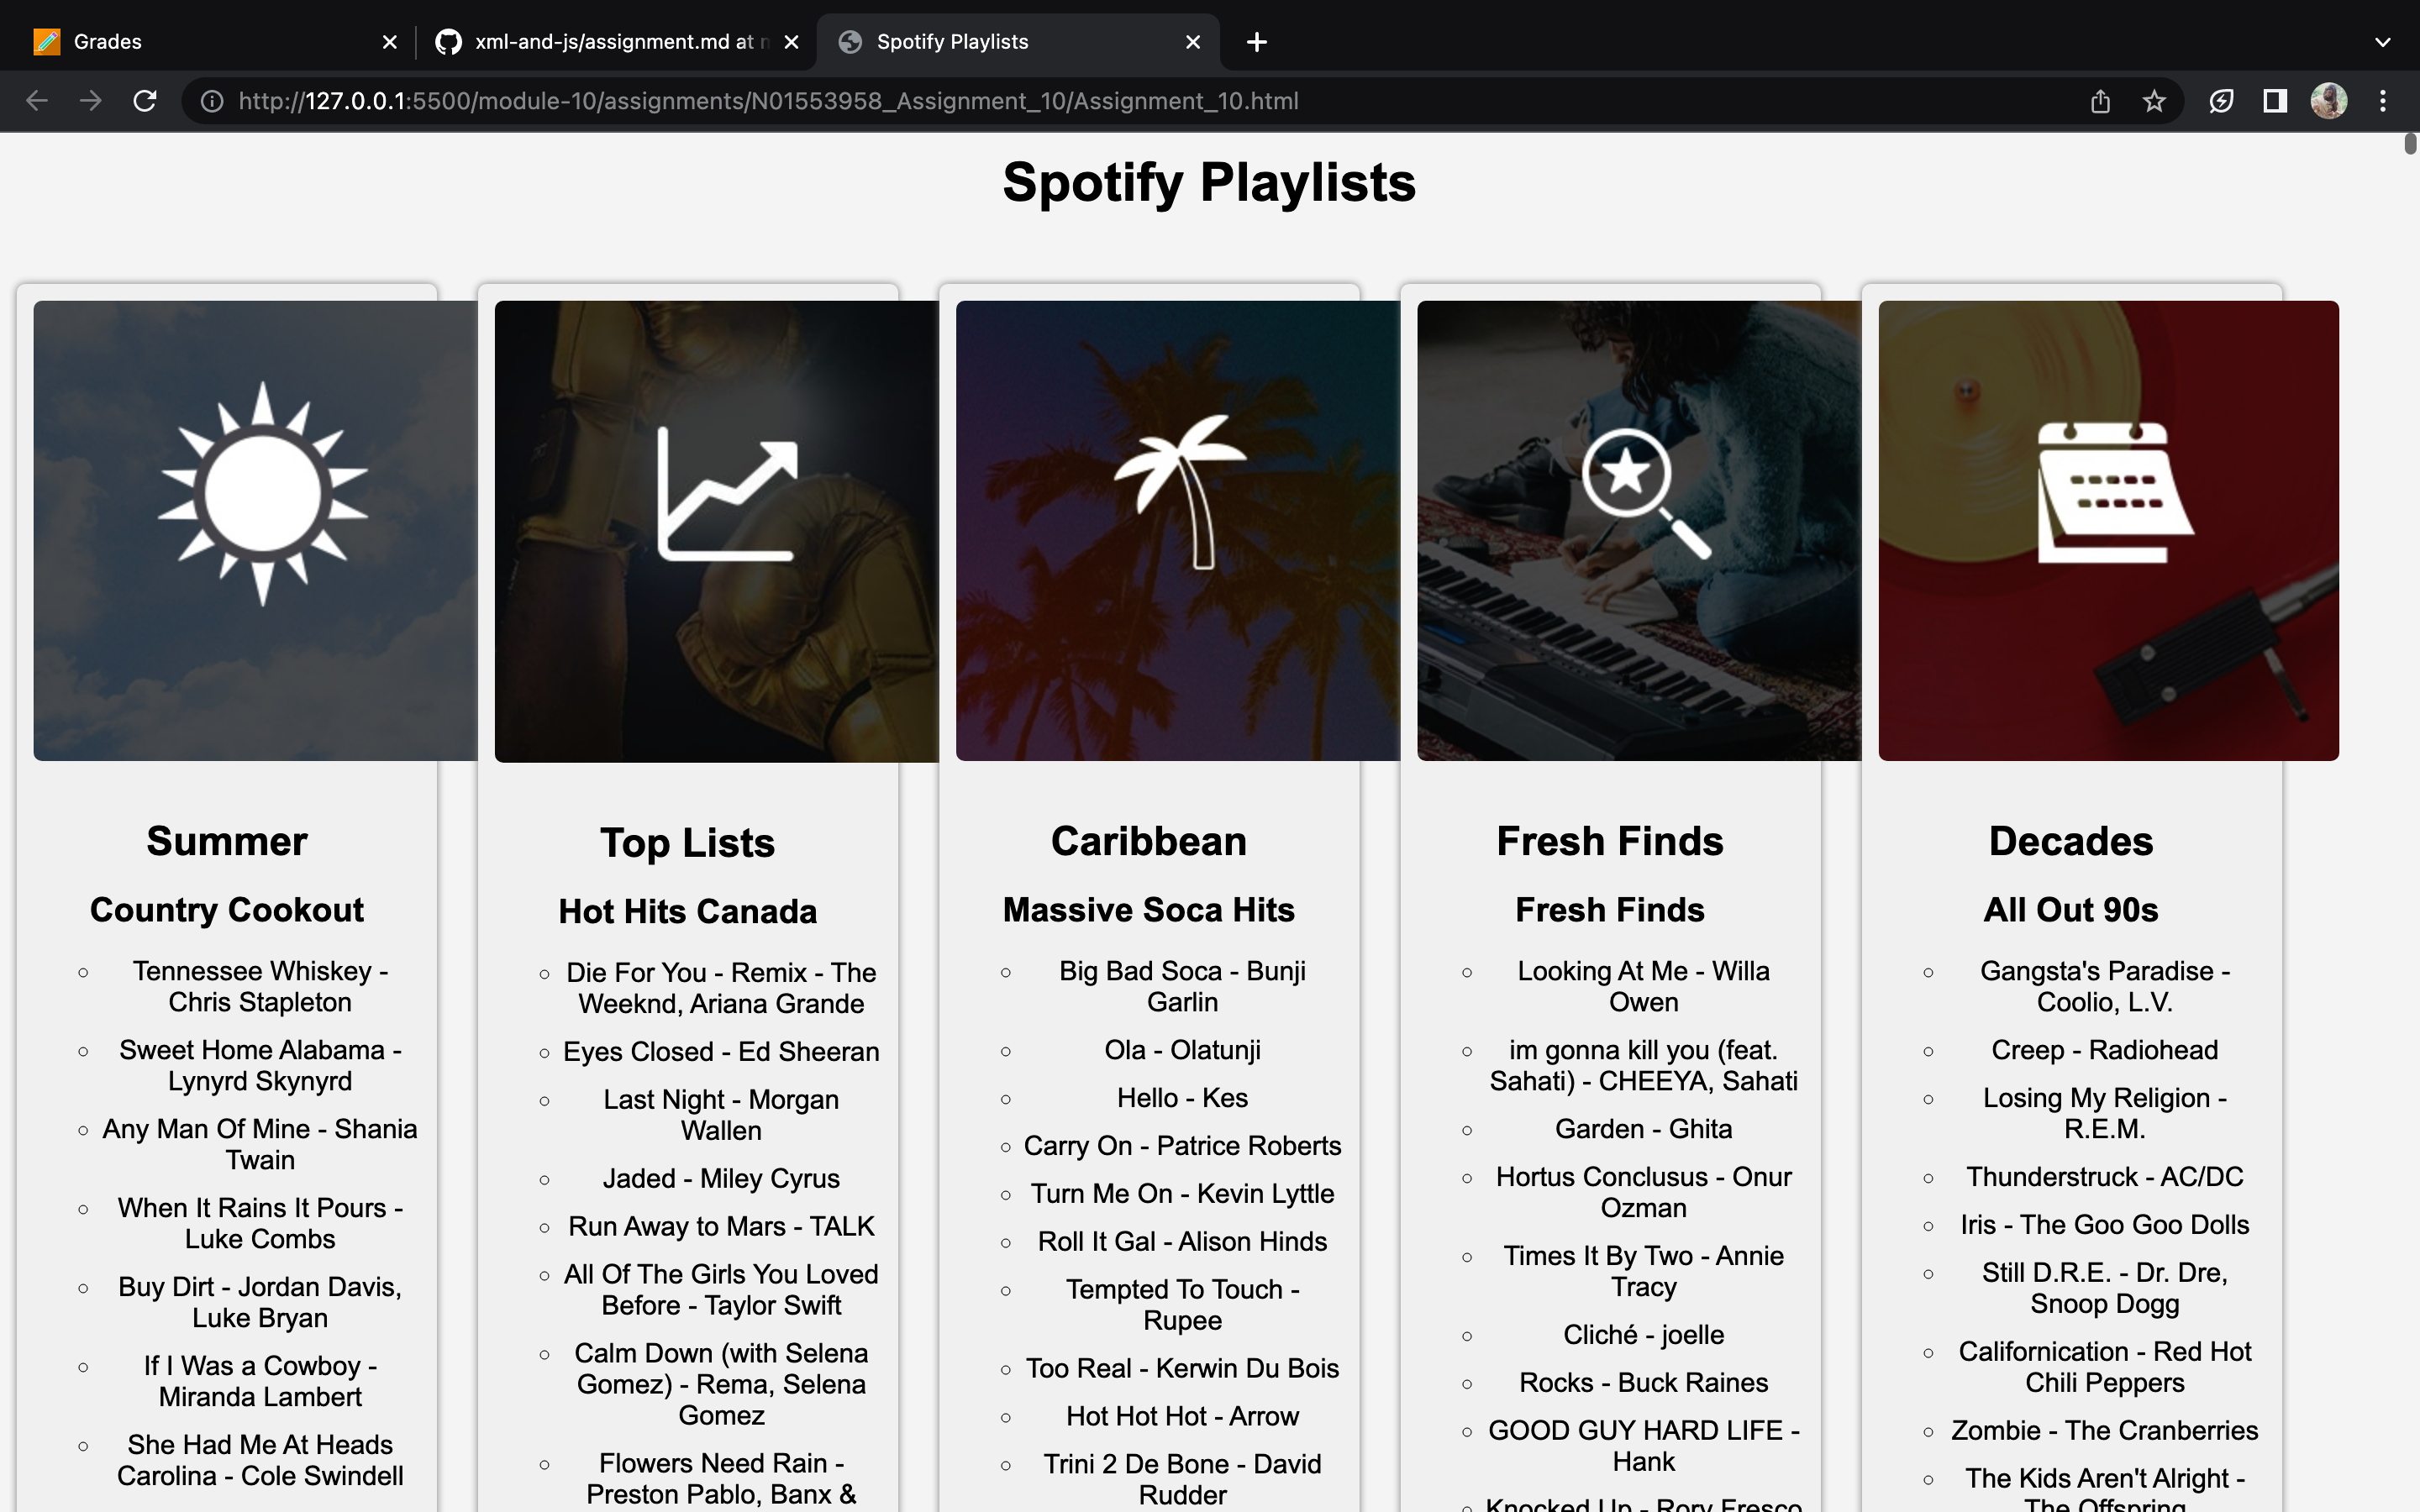 Grades
xml-and-js/assignment.md at
Spotify Playlists
http://127.0.0.1:5500/module-10/assignments/N01553958_Assignment_10/Assignment_10.html
Spotify Playlists
Summer
Country Cookout
Tennessee Whiskey -
Chris Stapleton
Sweet Home Alabama -
Lynyrd Skynyrd
Any Man Of Mine - Shania
Twain
When It Rains It Pours -
Luke Combs
Buy Dirt - Jordan Davis,
Luke Bryan
If I Was a Cowboy -
Miranda Lambert
She Had Me At Heads
Carolina - Cole Swindell
Top Lists
Hot Hits Canada
Die For You - Remix - The
Weeknd, Ariana Grande
Eyes Closed - Ed Sheeran
Last Night - Morgan
Wallen
Jaded - Miley Cyrus
Run Away to Mars - TALK
All Of The Girls You Loved
Before - Taylor Swift
Calm Down (with Selena
Gomez) - Rema, Selena
Gomez
Flowers Need Rain -
Preston Pablo, Banx &
Caribbean
Massive Soca Hits
Big Bad Soca - Bunji
Garlin
Ola - Olatunji
Hello - Kes
Carry On - Patrice Roberts
Turn Me On - Kevin Lyttle
Roll It Gal - Alison Hinds
Tempted To Touch -
Rupee
Too Real - Kerwin Du Bois
Hot Hot Hot - Arrow
Trini 2 De Bone - David
Rudder
Fresh Finds
Fresh Finds
Looking At Me - Willa
Owen
im gonna kill you (feat.
Sahati) - CHEEYA, Sahati
Garden - Ghita
Hortus Conclusus - Onur
Ozman
Times It By Two - Annie
Tracy
Cliché - joelle
Rocks - Buck Raines
GOOD GUY HARD LIFE -
Hank
Knocked Up - Rory Fresco
Decades
All Out 90s
Gangsta's Paradise -
Coolio, L.V.
Creep - Radiohead
Losing My Religion -
R.E.M.
Thunderstruck - AC/DC
Iris - The Goo Goo Dolls
Still D.R.E. - Dr. Dre,
Snoop Dogg
Californication - Red Hot
Chili Peppers
Zombie - The Cranberries
The Kids Aren't Alright -
The Offspring